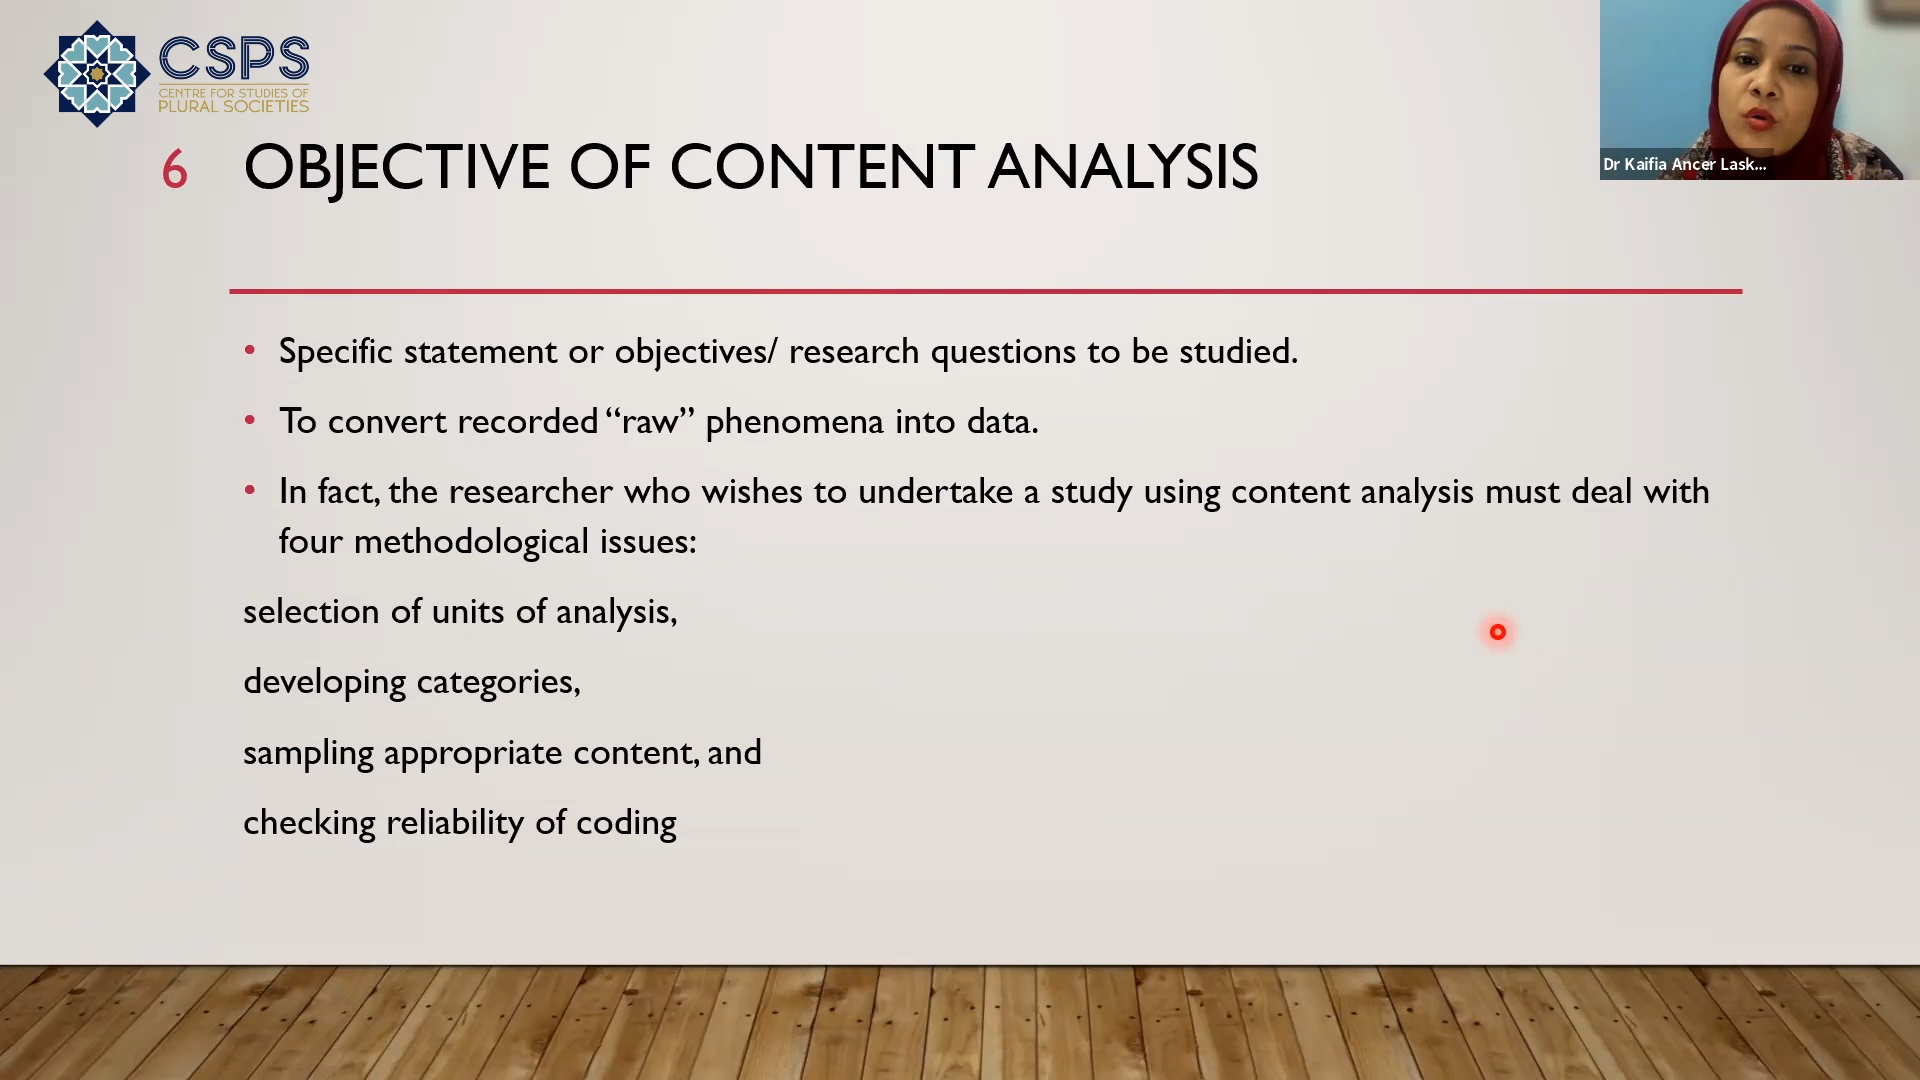 CSPS
CENTRE FOR STUDIES OF
PLURAL SOCIETIES
Dr Kaifia Ancer Lask...
6 OBJECTIVE OF CONTENT ANALYSIS
• Specific statement or objectives/ research questions to be studied.
• To convert recorded “raw” phenomena into data.
• In fact, the researcher who wishes to undertake a study using content analysis must deal with
four methodological issues:
selection of units of analysis,
developing categories,
sampling appropriate content, and
checking reliability of coding